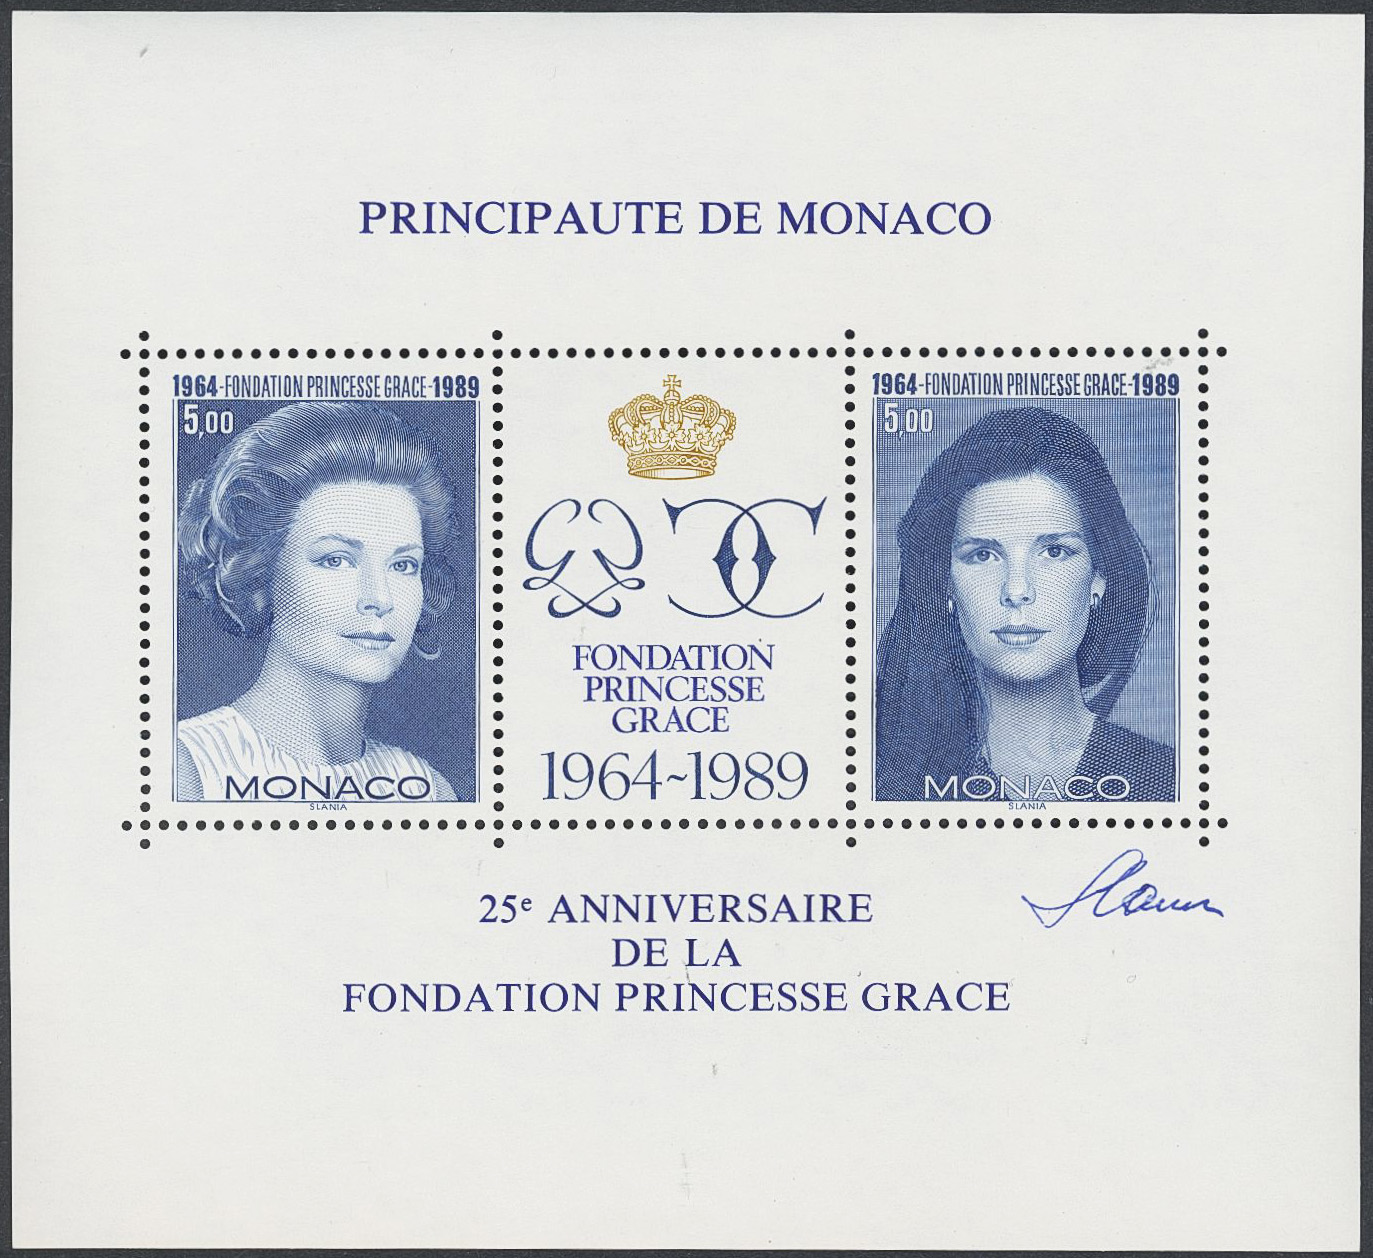 PRINCIPAUTE DE MONACO
1964-FONDATION PRINCESSE GRACE-1989
5,00
MONACO
SLANIA
FONDATION
PRINCESSE
GRACE
1964~1989
1964-FONDATION PRINCESSE GRACE-1989
5,00
MONACO
SLANIA
Slania
25e ANNIVERSAIRE
DE LA
FONDATION PRINCESSE GRACE